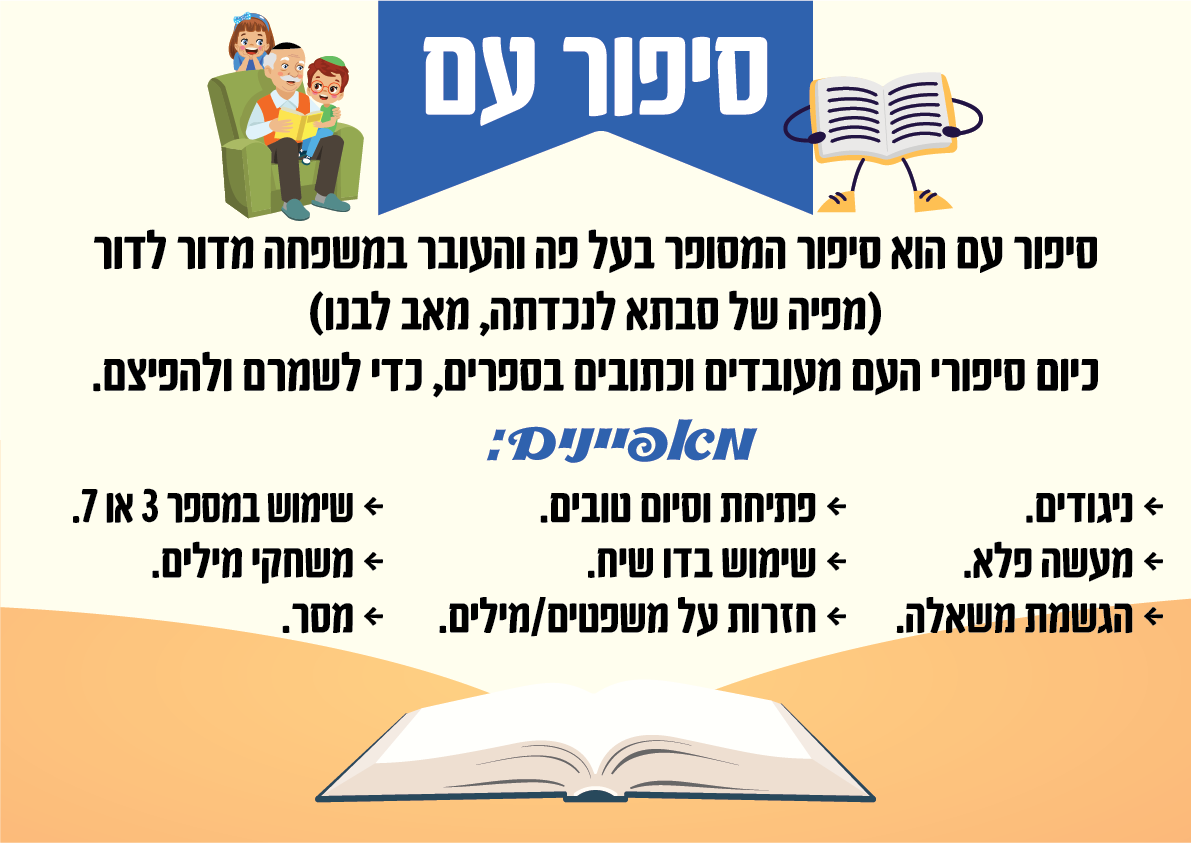 סיפור עם
סיפור עם הוא סיפור המסופר בעל פה והעובר במשפחה מדור לדור
(מפיה של סבתא לנכדתה, מאב לבנו)
כיום סיפורי העם מעובדים וכתובים בספרים, כדי לשמרם ולהפיצם.
מאפיינים:
← ניגודים.
← מעשה פלא.
← הגשמת משאלה.
← פתיחת וסיום טובים.
← שימוש בדו שיח.
← חזרות על משפטים/מילים.
← שימוש במספר 3 או 7.
← משחקי מילים.
← מסר.